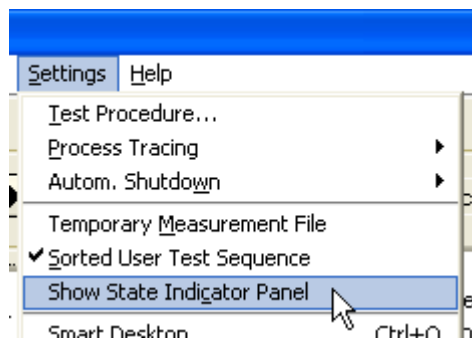 Settings Help
Test Procedure...
Process Tracing
Autom. Shutdown
Temporary Measurement File
Sorted User Test Sequence
Show State Indicator Panel
Smart Desktop Ctrl+O